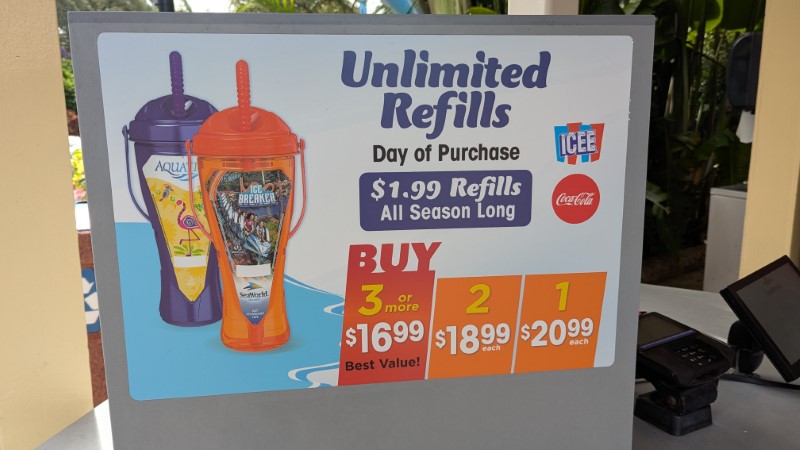 Unlimited
Refills
Day of Purchase
$1.99 Refills
All Season Long
ICEE
Coca-Cola
AQUATI
ICE
BREAKER
SeaWorld
BUY
3 or more
$16.99
Best Value!
2
$18.99 each
1
$20.99 each